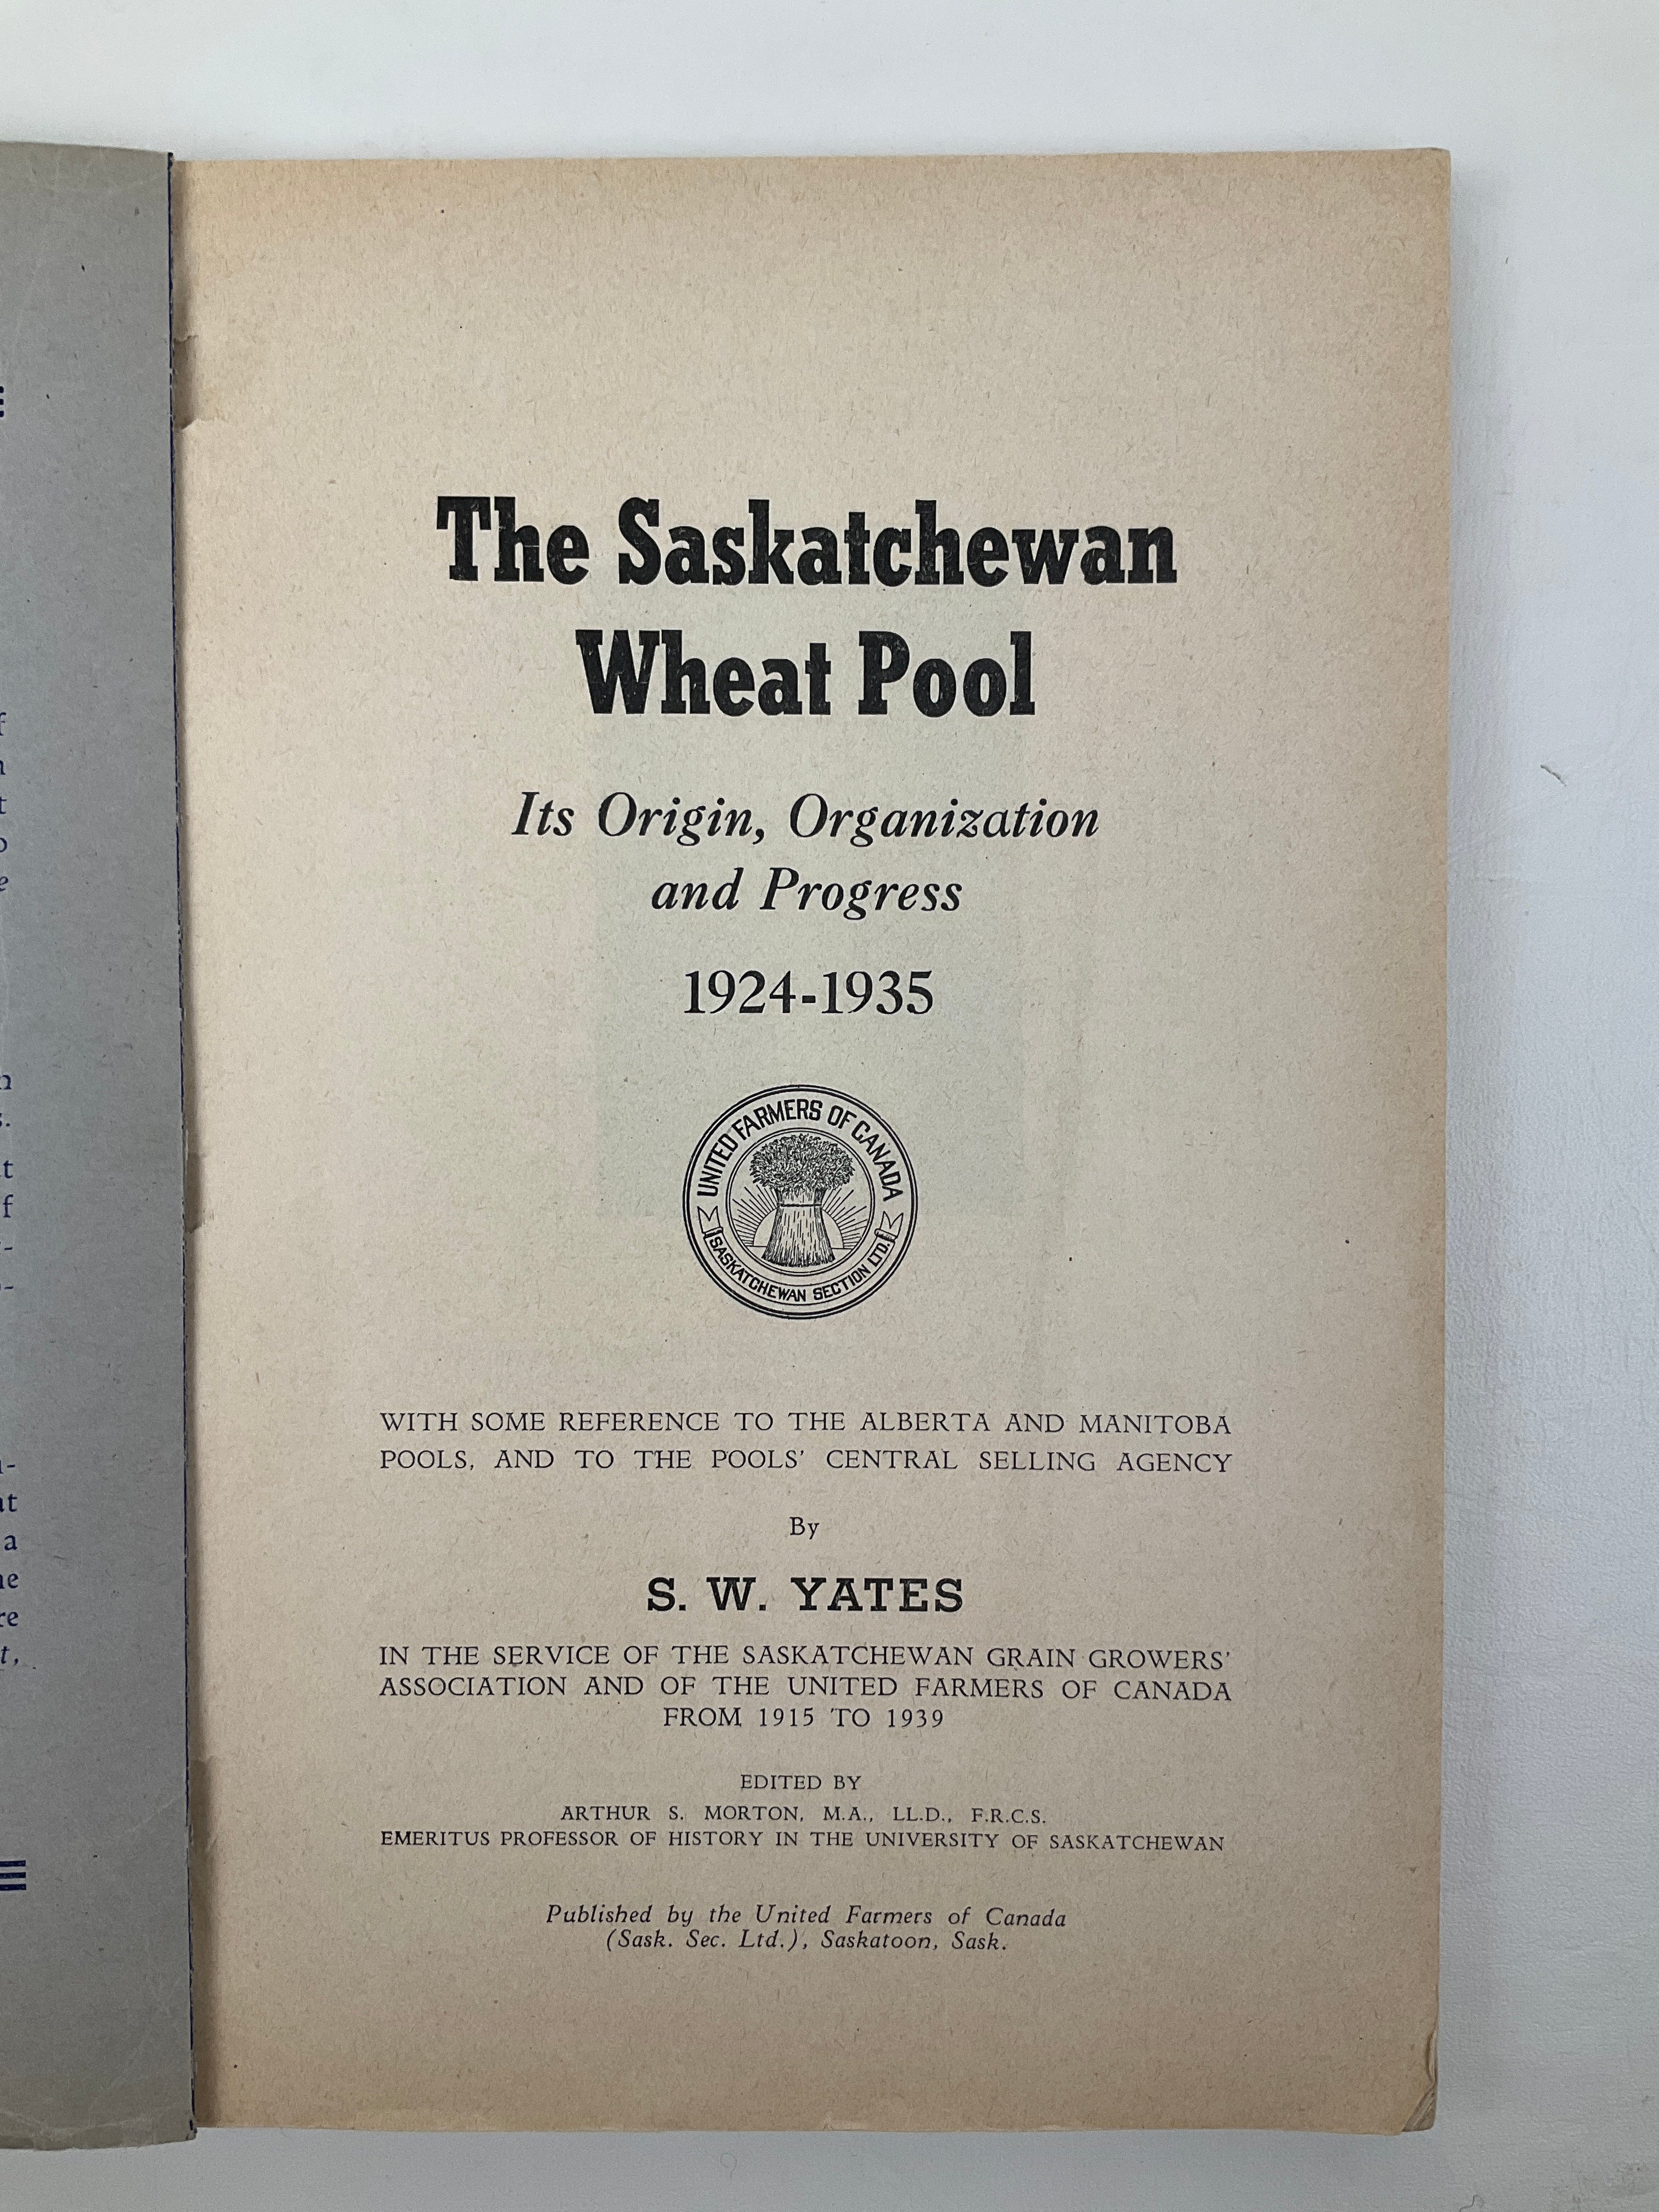 The Saskatchewan
Wheat Pool
Its Origin, Organization
and Progress
1924-1935
UNITED FARMERS OF CANADA
SASKATCHEWAN SECTION LTD.
WITH SOME REFERENCE TO THE ALBERTA AND MANITOBA
POOLS, AND TO THE POOLS' CENTRAL SELLING AGENCY
By
S. W. YATES
IN THE SERVICE OF THE SASKATCHEWAN GRAIN GROWERS'
ASSOCIATION AND OF THE UNITED FARMERS OF CANADA
FROM 1915 TO 1939
EDITED BY
ARTHUR S. MORTON, M.A., LL.D., F.R.C.S.
EMERITUS PROFESSOR OF HISTORY IN THE UNIVERSITY OF SASKATCHEWAN
Published by the United Farmers of Canada
(Sask. Sec. Ltd.), Saskatoon, Sask.